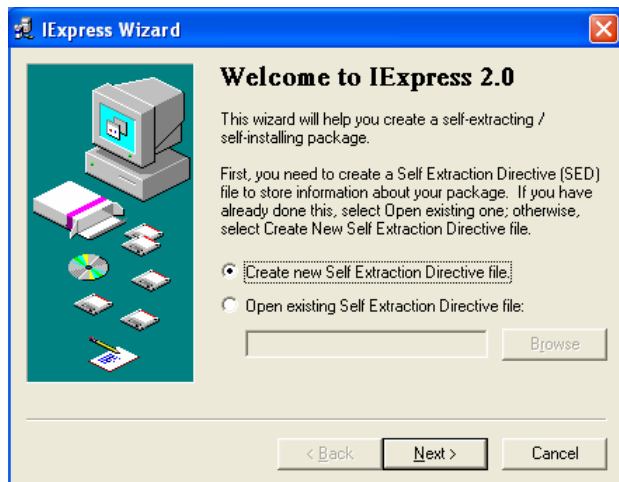 IExpress Wizard
Welcome to IExpress 2.0
This wizard will help you create a self-extracting /
self-installing package.
First, you need to create a Self Extraction Directive (SED)
file to store information about your package. If you have
already done this, select Open existing one; otherwise,
select Create New Self Extraction Directive file.
Create new Self Extraction Directive file.
Open existing Self Extraction Directive file:
Browse
< Back
Next >
Cancel